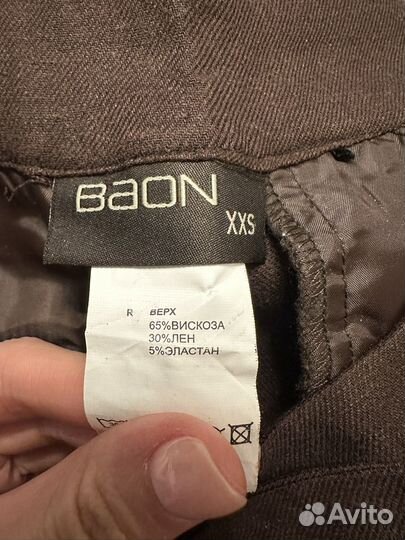 BAON
XXS
R ВЕРХ
65%ВИСКОЗА
30%ЛЕН
5%ЭЛАСТАН
Avito